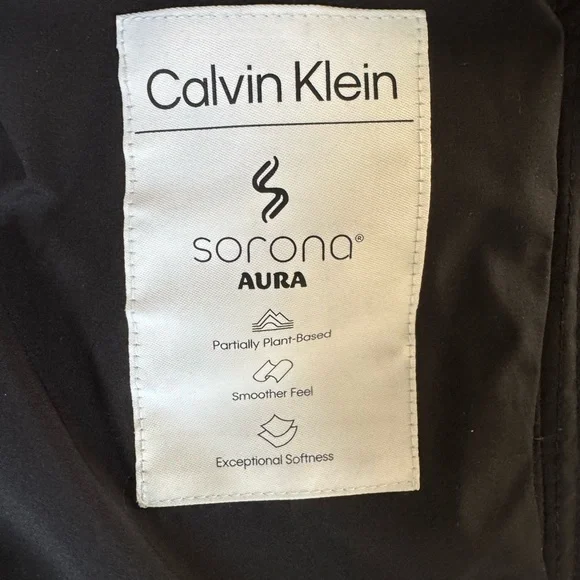 Calvin Klein
sorona®
AURA
Partially Plant-Based
Smoother Feel
Exceptional Softness